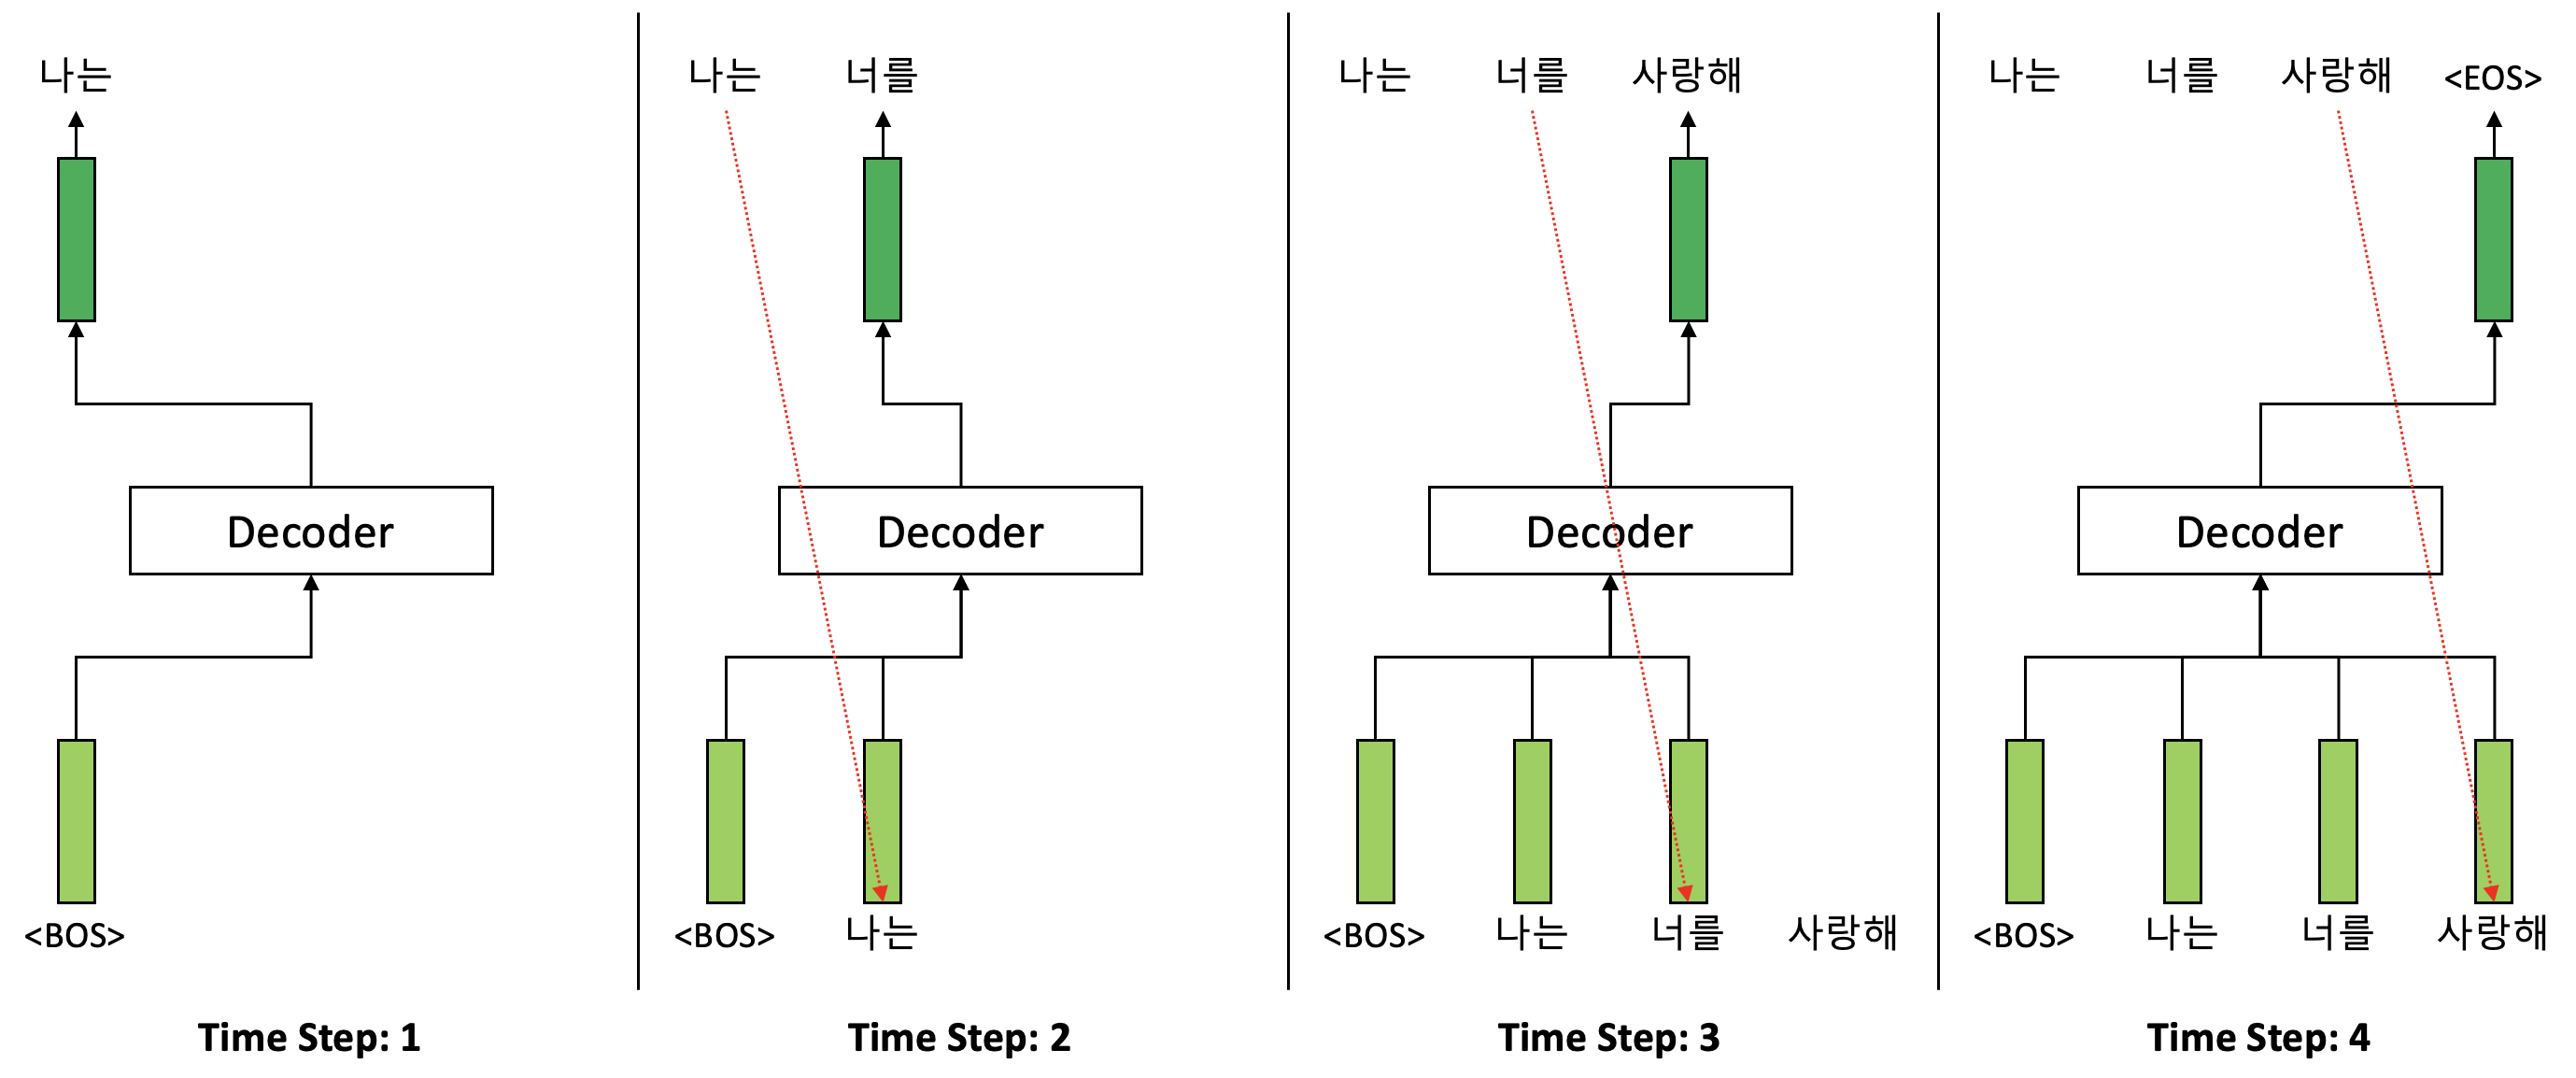 나는
Decoder
<BOS>
Time Step: 1
나는 너를
Decoder
<BOS> 나는
Time Step: 2
나는 너를 사랑해
Decoder
<BOS> 나는 너를 사랑해
Time Step: 3
나는 너를 사랑해 <EOS>
Decoder
<BOS> 나는 너를 사랑해
Time Step: 4